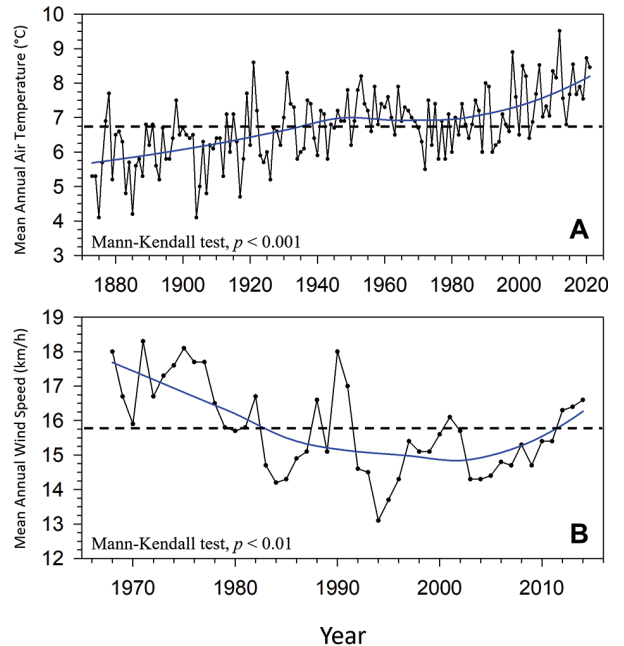 Mean Annual Air Temperature (°C)
10
9
8
7
6
5
4
3
A
Mann-Kendall test, p < 0.001
1880 1900 1920 1940 1960 1980 2000 2020
Mean Annual Wind Speed (km/h)
19
18
17
16
15
14
13
12
B
Mann-Kendall test, p < 0.01
1970 1980 1990 2000 2010
Year